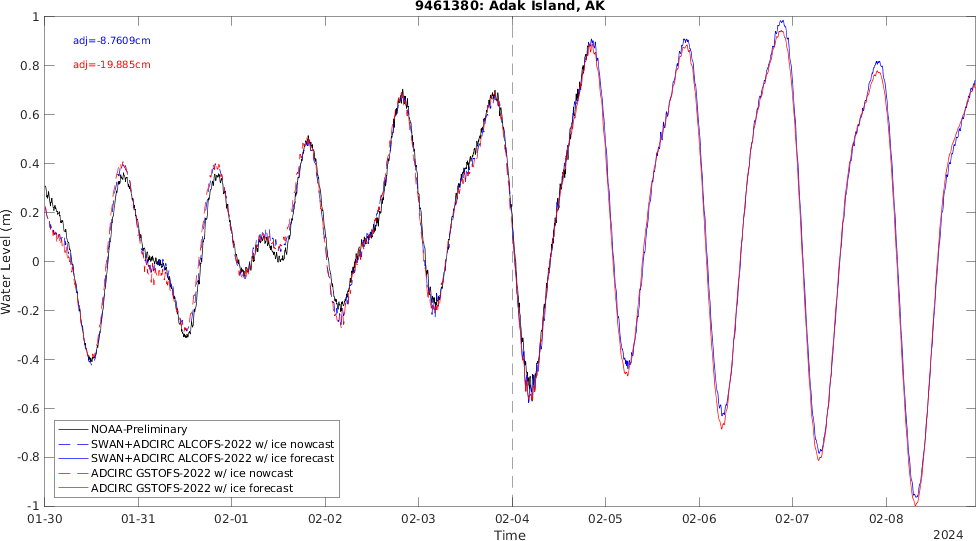 9461380: Adak Island, AK
adj=-8.7609cm
adj=-19.885cm
Water Level (m)
1
0.8
0.6
0.4
0.2
0
-0.2
-0.4
-0.6
-0.8
-1
NOAA-Preliminary
SWAN+ADCIRC ALCOFS-2022 w/ ice nowcast
SWAN+ADCIRC ALCOFS-2022 w/ ice forecast
ADCIRC GSTOFS-2022 w/ ice nowcast
ADCIRC GSTOFS-2022 w/ ice forecast
01-30 01-31 02-01 02-02 02-03 02-04 02-05 02-06 02-07 02-08
Time
2024